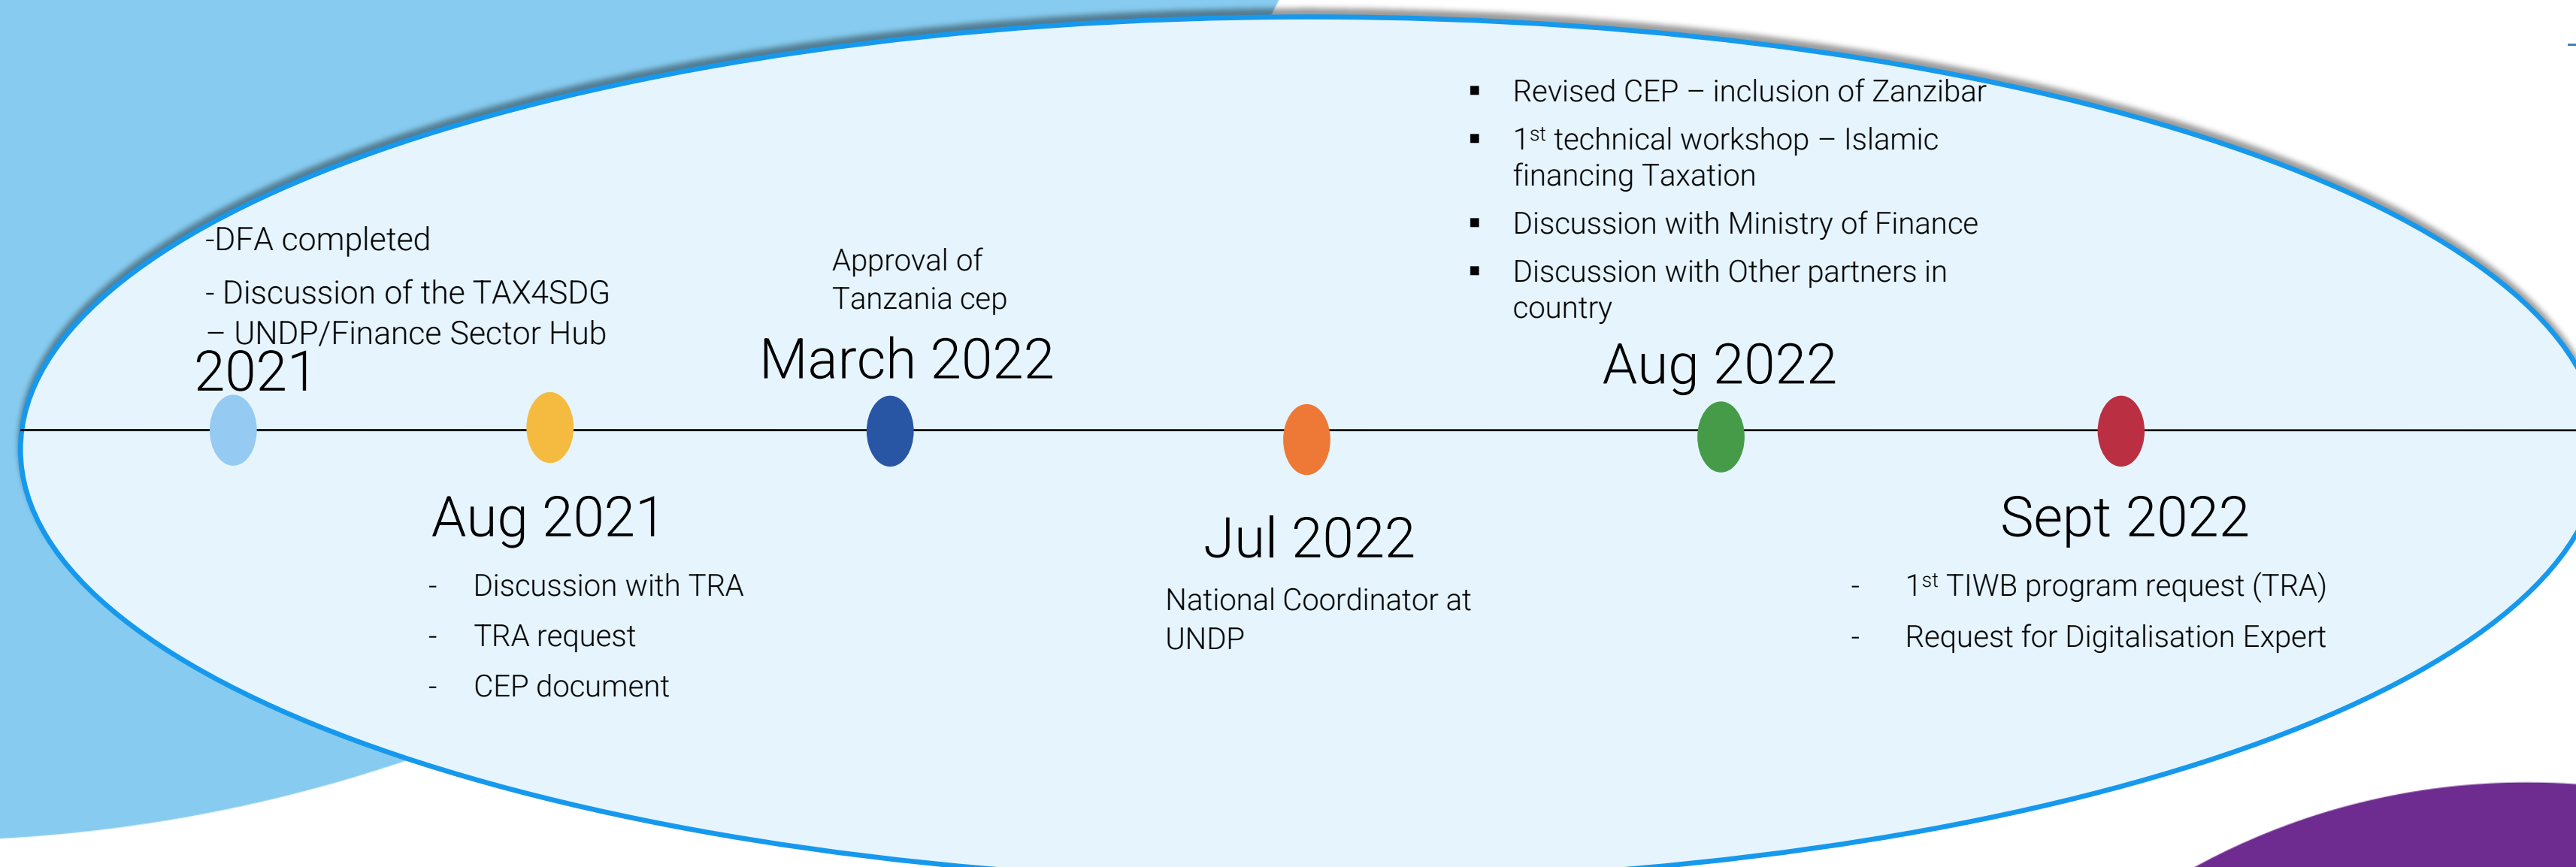 -DFA completed
- Discussion of the TAX4SDG
– UNDP/Finance Sector Hub
2021
Aug 2021
- Discussion with TRA
- TRA request
- CEP document
Approval of
Tanzania cep
March 2022
Jul 2022
National Coordinator at
UNDP
▪ Revised CEP – inclusion of Zanzibar
▪ 1st technical workshop – Islamic
financing Taxation
▪ Discussion with Ministry of Finance
▪ Discussion with Other partners in
country
Aug 2022
Sept 2022
- 1st TIWB program request (TRA)
- Request for Digitalisation Expert